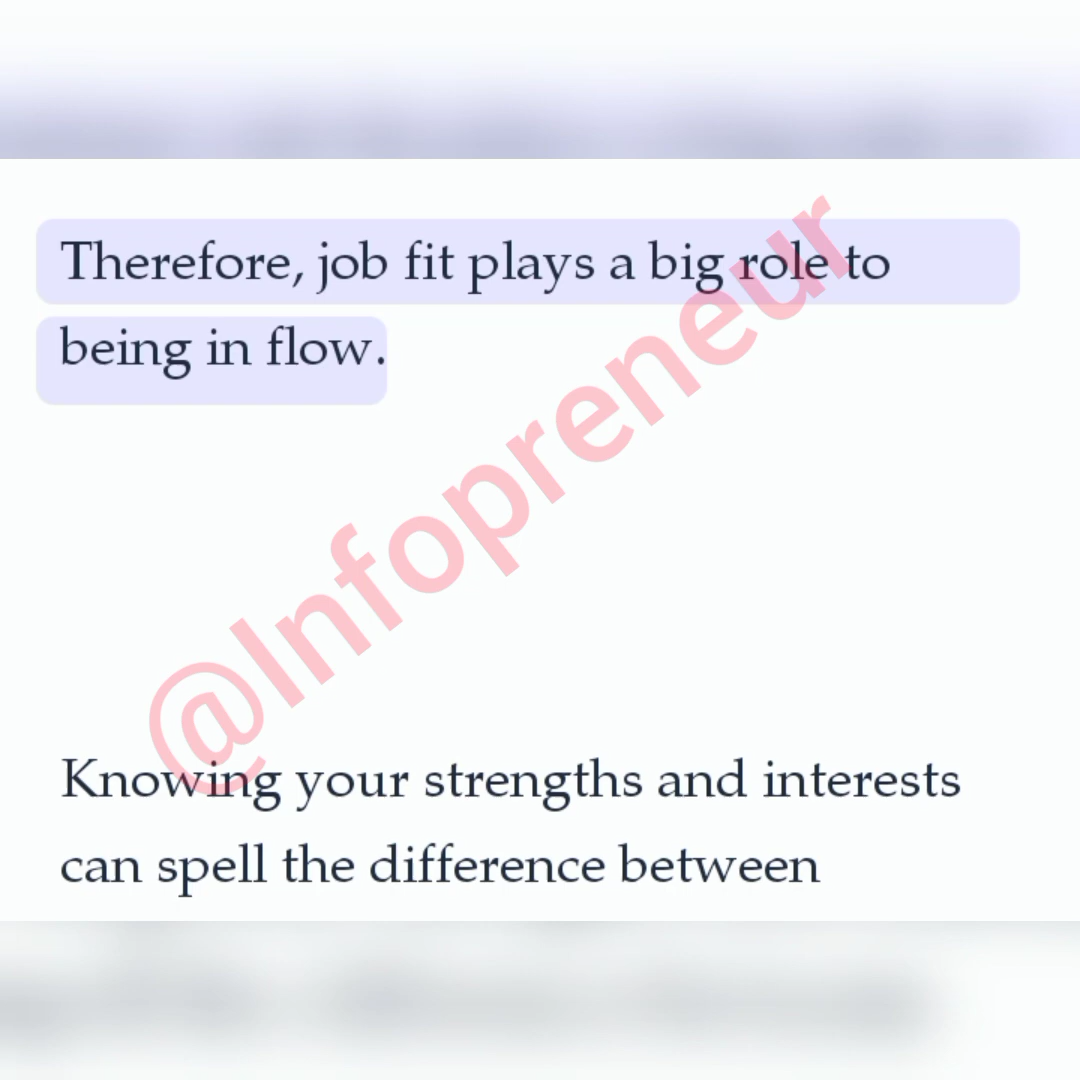 Therefore, job fit plays a big role to
being in flow.
@Infopreneur
Knowing your strengths and interests
can spell the difference between